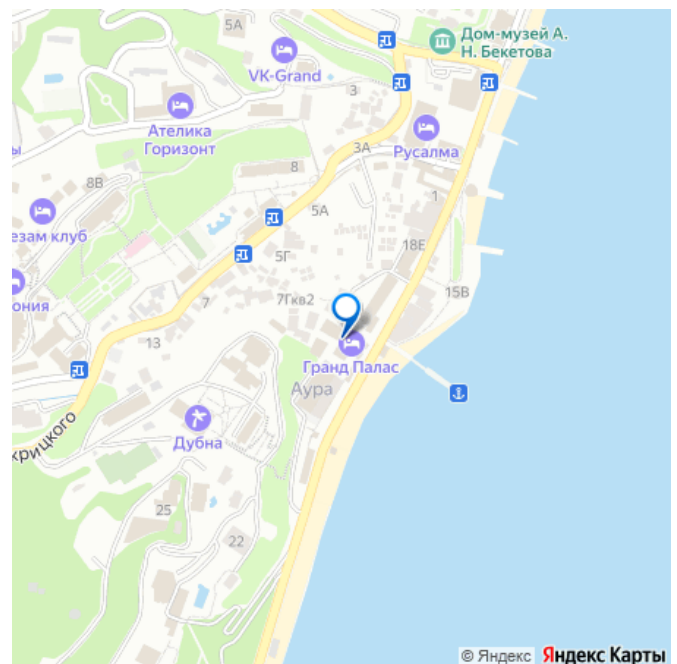 5А
Дом-музей А.
Н. Бекетова
VK-Grand
3
Ателика
Горизонт
ы
3А
Русалма
8
8В
1
5А
езам клуб
18Е
5Г
15В
ония
7
7Гкв2
13
Гранд Палас
Аура
Дубна
крицкого
25
22
© Яндекс Яндекс Карты